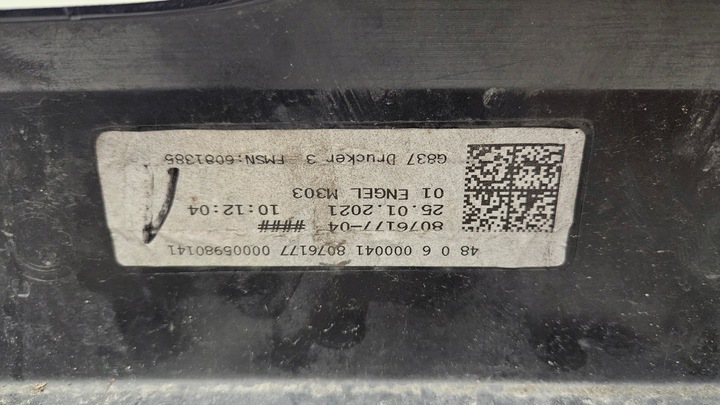 48 0 6 000041 8076177 00005980141
8076177-04 ####
25.01.2021 10:12:04
01 ENGEL M303
G837 Drucker 3 FMSN:6081385